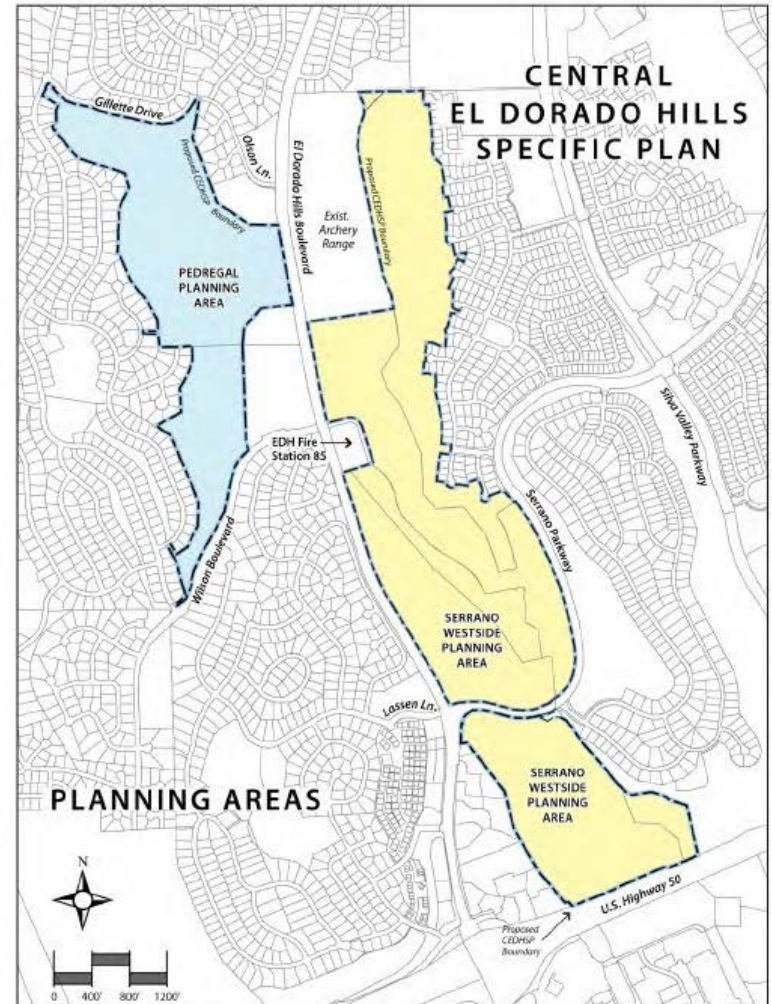 CENTRAL
EL DORADO HILLS
SPECIFIC PLAN
Gillette Drive
Olson Ln.
Proposed CEDHSP Boundary
El Dorado Hills Boulevard
Exist.
Archery
Range
Proposed CEDHSP Boundary
PEDREGAL
PLANNING
AREA
Silva Valley Parkway
EDH Fire
Station 85
Serrano Parkway
Wilson Boulevard
SERRANO
WESTSIDE
PLANNING
AREA
Lassen Ln.
SERRANO
WESTSIDE
PLANNING
AREA
PLANNING AREAS
N
U.S. Highway 50
Proposed
CEDHSP
Boundary
0 400' 800' 1200'